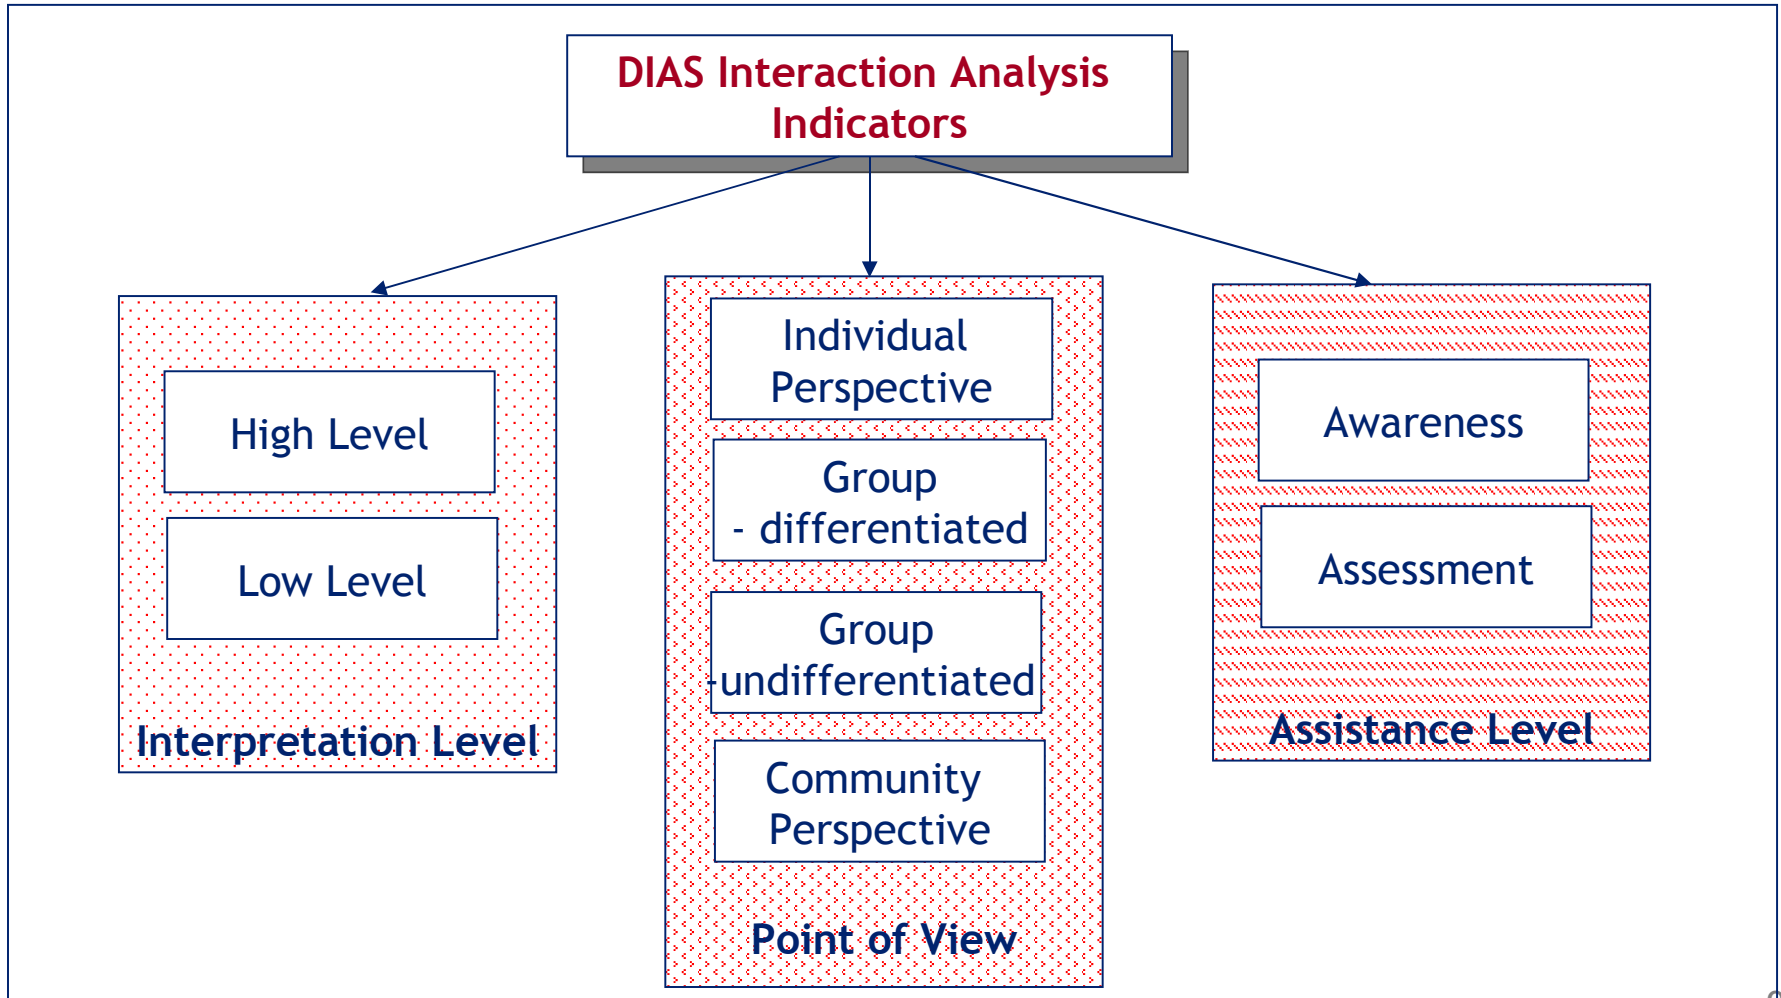 DIAS Interaction Analysis
Indicators
High Level
Low Level
Interpretation Level
Individual
Perspective
Group
- differentiated
Group
-undifferentiated
Community
Perspective
Point of View
Awareness
Assessment
Assistance Level